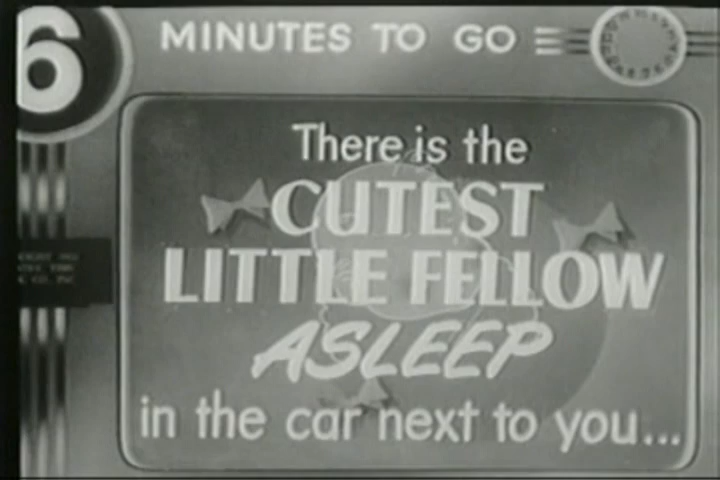 6 MINUTES TO GO
There is the
CUTEST
LITTLE FELLOW
ASLEEP
in the car next to you...